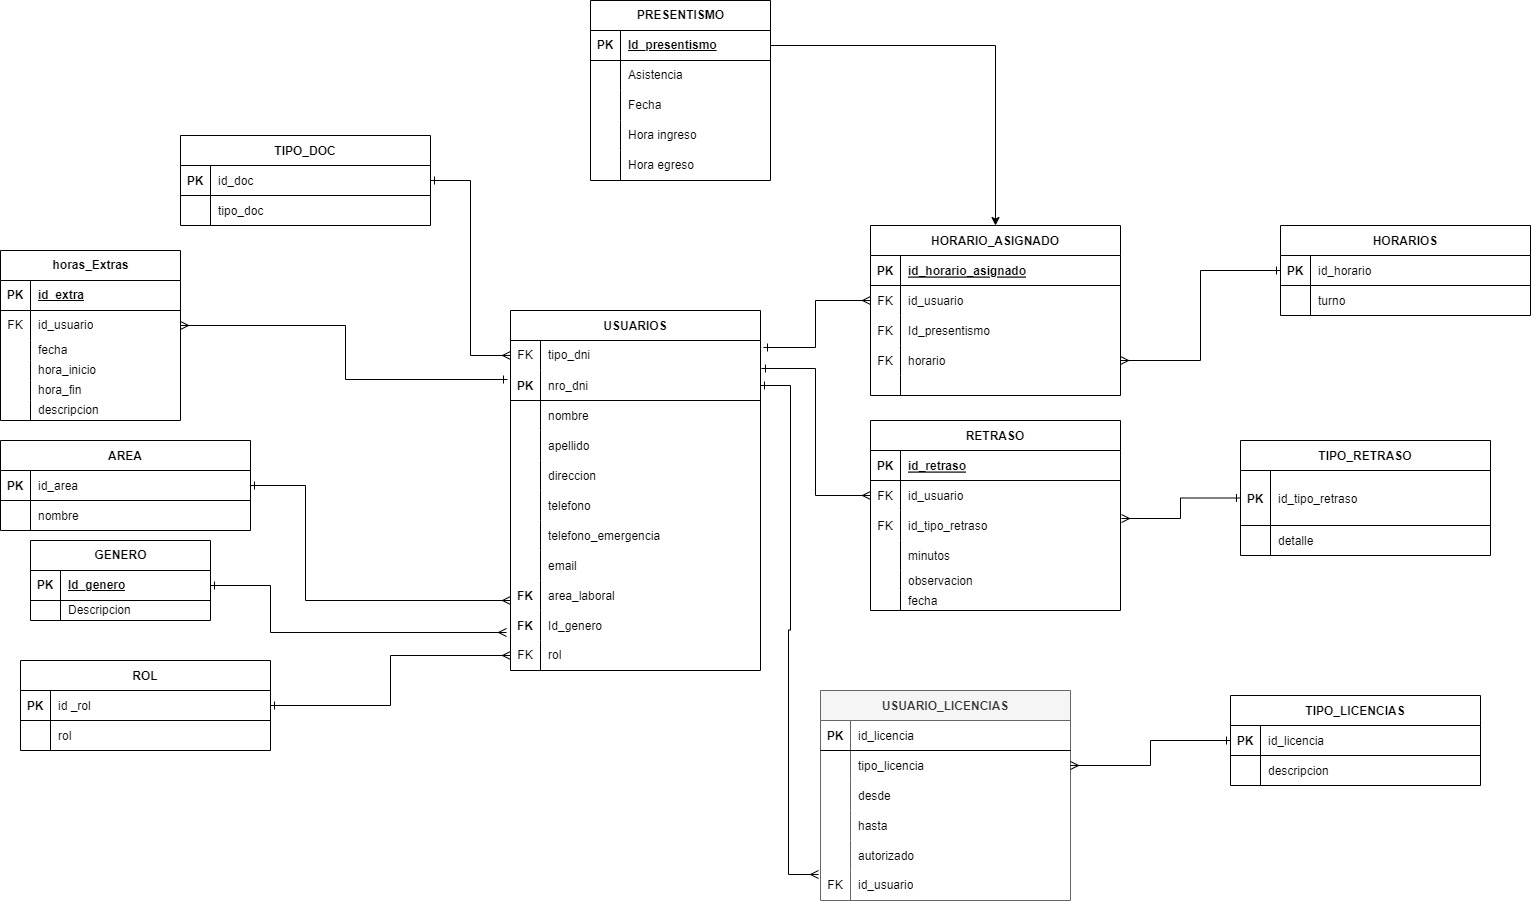 PRESENTISMO
PK Id_presentismo
Asistencia
Fecha
Hora ingreso
Hora egreso
TIPO_DOC
PK id_doc
tipo_doc
horas_Extras
PK id_extra
FK id_usuario
fecha
hora_inicio
hora_fin
descripcion
AREA
PK id_area
nombre
GENERO
PK Id_genero
Descripcion
ROL
PK id _rol
rol
USUARIOS
FK tipo_dni
PK nro_dni
nombre
apellido
direccion
telefono
telefono_emergencia
email
FK area_laboral
FK Id_genero
FK rol
HORARIO_ASIGNADO
PK id_horario_asignado
FK id_usuario
FK Id_presentismo
FK horario
HORARIOS
PK id_horario
turno
RETRASO
PK id_retraso
FK id_usuario
FK id_tipo_retraso
minutos
observacion
fecha
TIPO_RETRASO
PK id_tipo_retraso
detalle
USUARIO_LICENCIAS
PK id_licencia
tipo_licencia
desde
hasta
autorizado
FK id_usuario
TIPO_LICENCIAS
PK id_licencia
descripcion